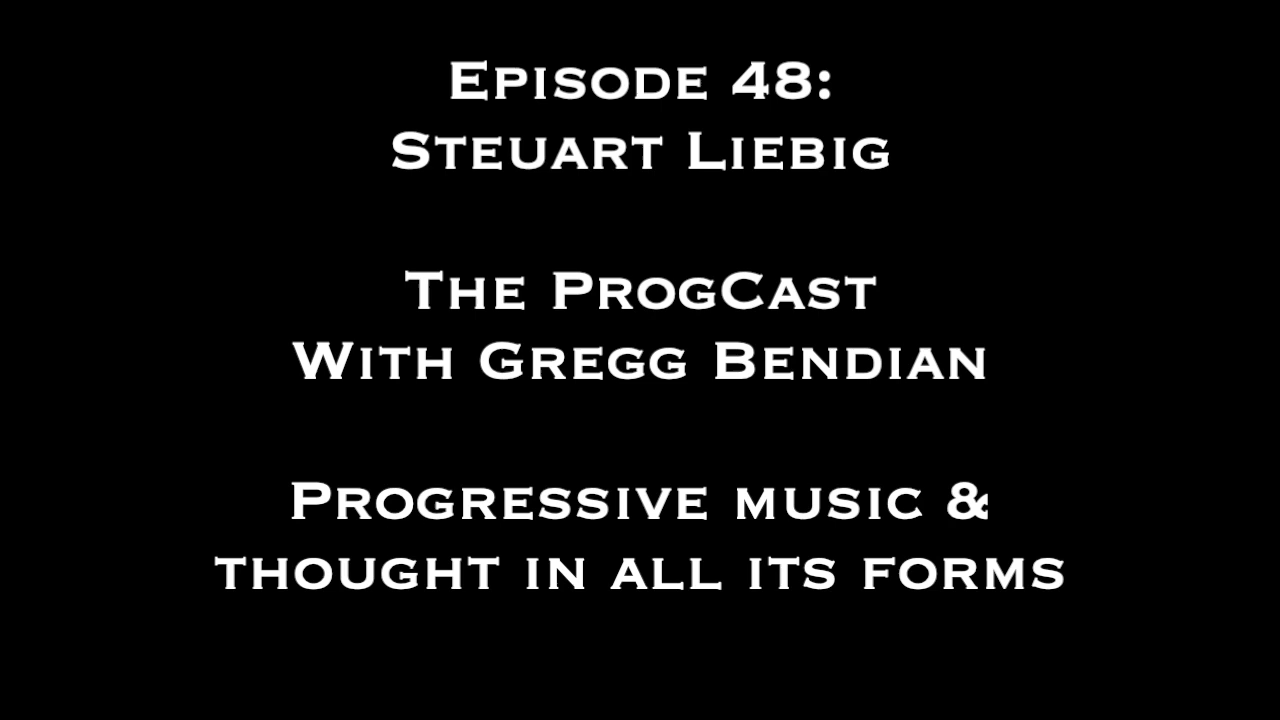 Episode 48:
Steuart Liebig
The ProgCast
With Gregg Bendian
Progressive music &
thought in all its forms